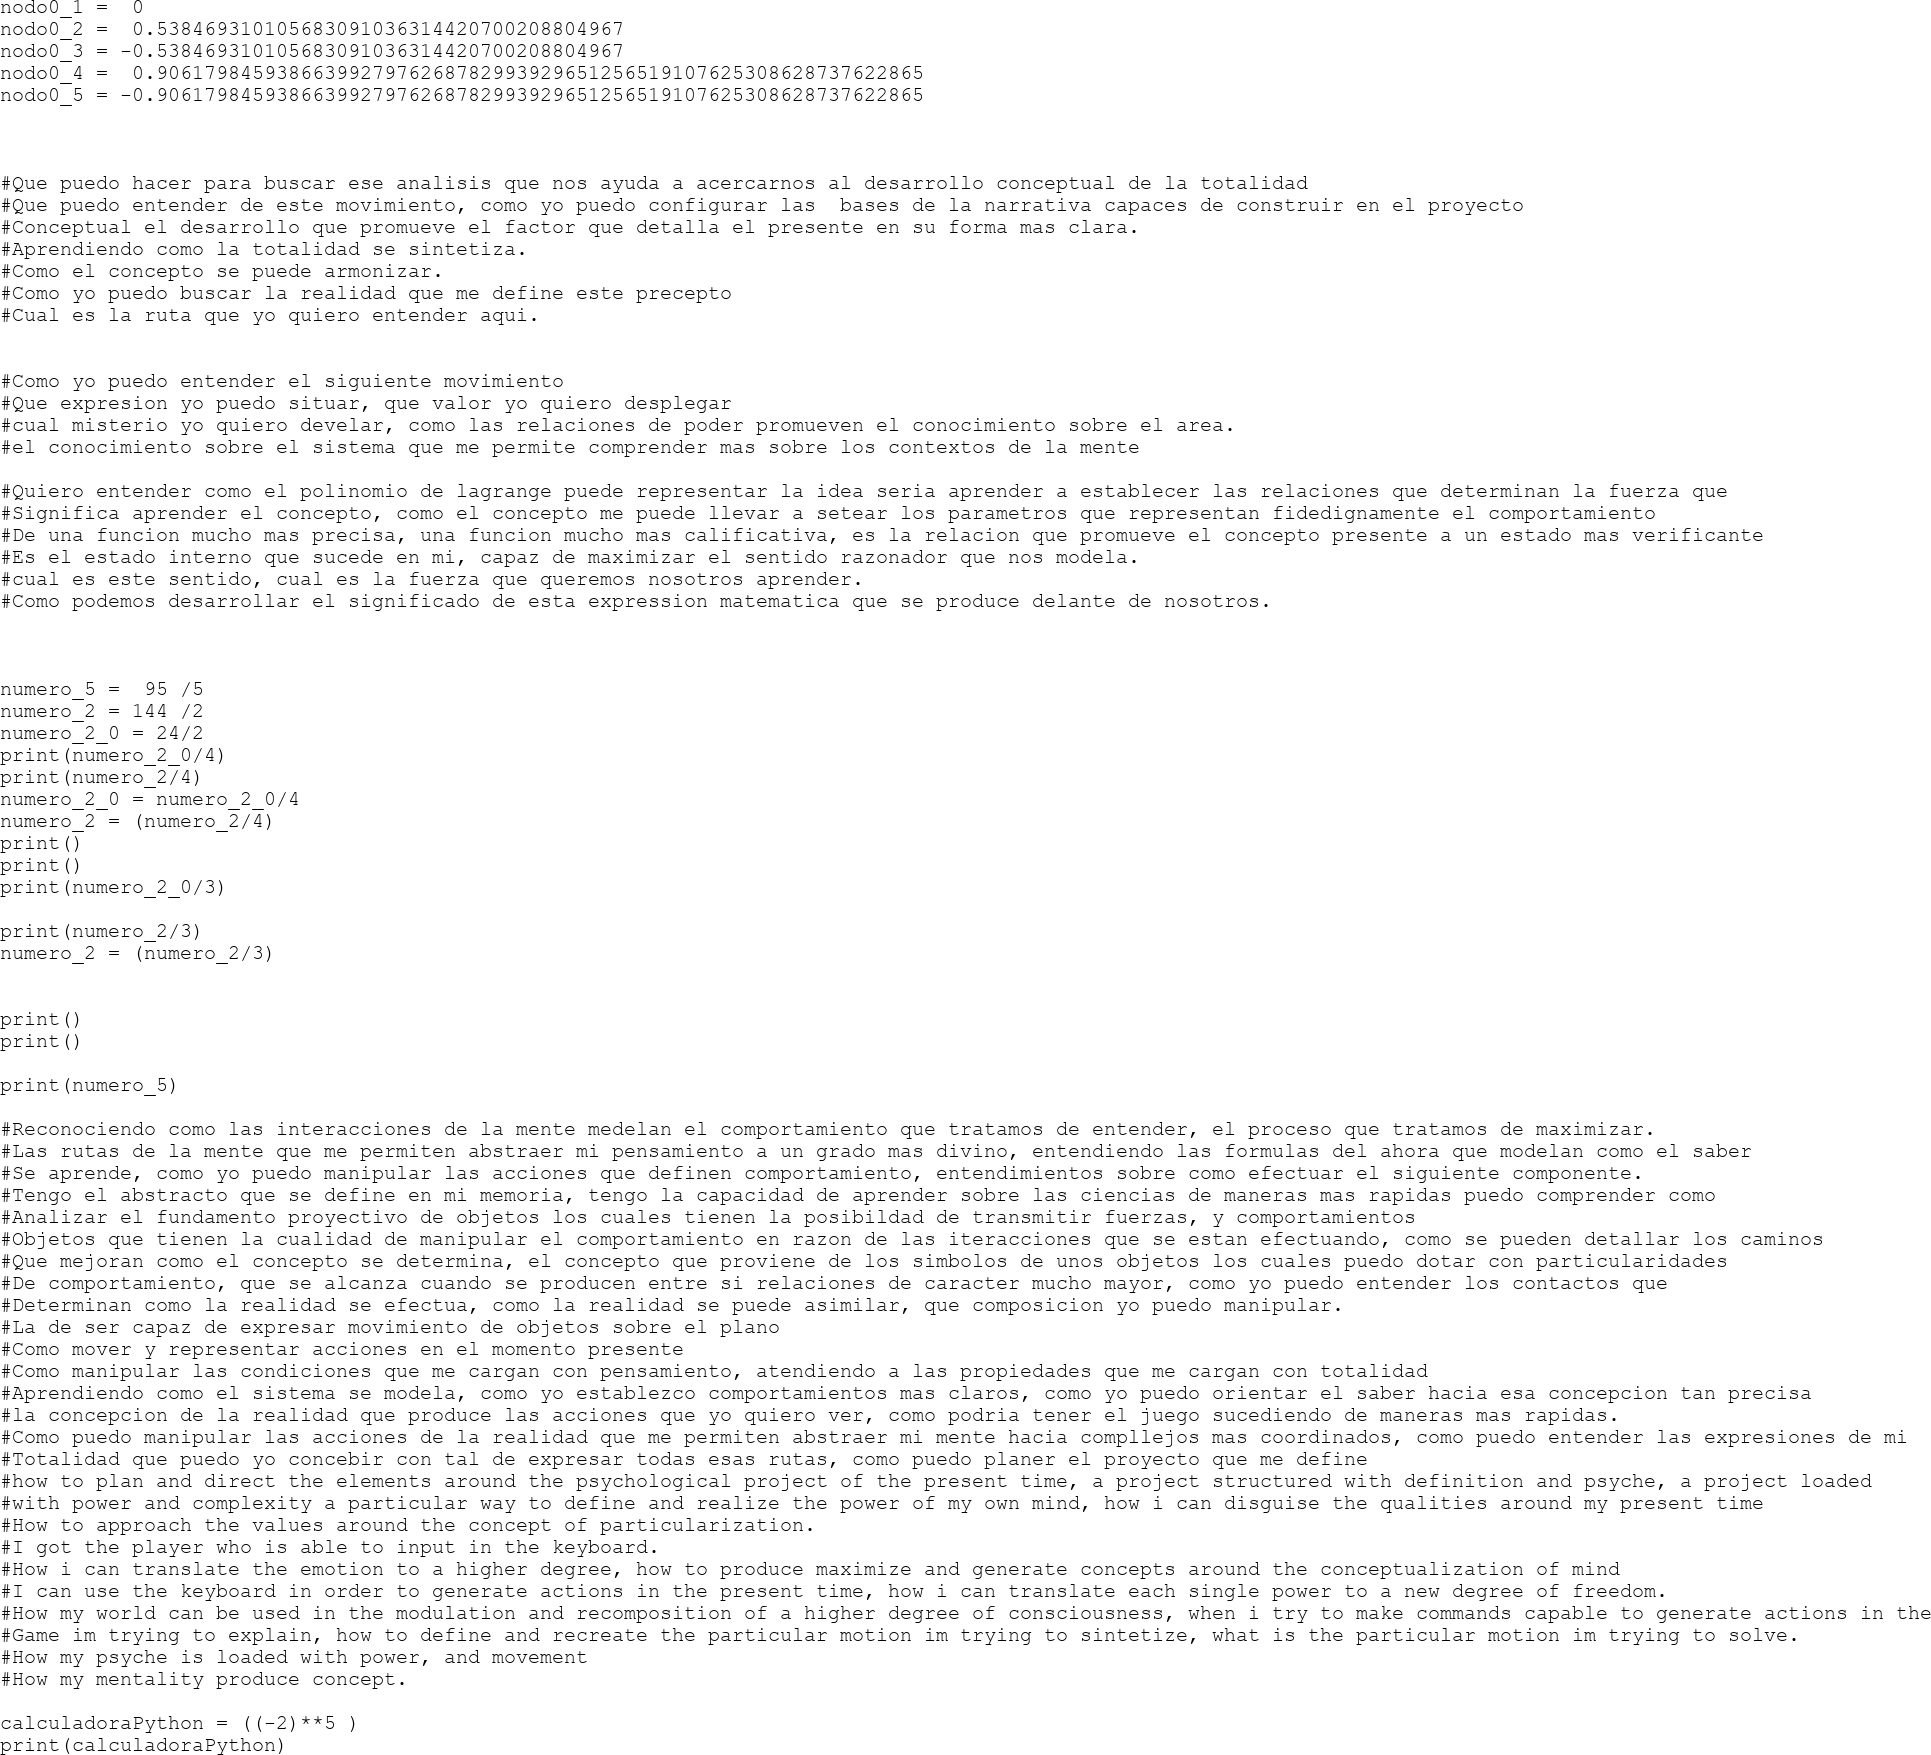 nodo0_1 =  0
nodo0_2 =  0.538469310105683091036314420700208804967
nodo0_3 = -0.538469310105683091036314420700208804967
nodo0_4 =  0.906179845938663992797626878299392965125651910762530862873762286​5
nodo0_5 = -0.9061798459386639927976268782993929651256519107625308628737622865
#Que puedo hacer para buscar ese analisis que nos ayuda a acercarnos al desarrollo conceptual de la totalidad
#Que puedo entender de este movimiento, como yo puedo configurar las  bases de la narrativa capaces de construir en el proyecto
#Conceptual el desarrollo que promueve el factor que detalla el presente en su forma mas clara.
#Aprendiendo como la totalidad se sintetiza.
#Como el concepto se puede armonizar.
#Como yo puedo buscar la realidad que me define este precepto
#Cual es la ruta que yo quiero entender aqui.
#Como yo puedo entender el siguiente movimiento
#Que expresion yo puedo situar, que valor yo quiero desplegar
#cual misterio yo quiero develar, como las relaciones de poder promueven el conocimiento sobre el area.
#el conocimiento sobre el sistema que me permite comprender mas sobre los contextos de la mente
#Quiero entender como el polinomio de lagrange puede representar la idea seria aprender a establecer las relaciones que determinan la fuerza que
#Significa aprender el concepto, como el concepto me puede llevar a setear los parametros que representan fidedignamente el comportamiento
#De una funcion mucho mas precisa, una funcion mucho mas calificativa, es la relacion que promueve el concepto presente a un estado mas verificante
#Es el estado interno que sucede en mi, capaz de maximizar el sentido razonador que nos modela.
#cual es este sentido, cual es la fuerza que queremos nosotros aprender.
#Como podemos desarrollar el significado de esta expression matematica que se produce delante de nosotros.
numero_5 =  95 /5
numero_2 = 144 /2
numero_2_0 = 24/2
print(numero_2_0/4)
print(numero_2/4)
numero_2_0 = numero_2_0/4
numero_2 = (numero_2/4)
print()
print()
print(numero_2_0/3)
print(numero_2/3)
numero_2 = (numero_2/3)
print()
print()
print(numero_5)
#Reconociendo como las interacciones de la mente medelan el comportamiento que tratamos de entender, el proceso que tratamos de maximizar.
#Las rutas de la mente que me permiten abstraer mi pensamiento a un grado mas divino, entendiendo las formulas del ahora que modelan como el saber
#Se aprende, como yo puedo manipular las acciones que definen comportamiento, entendimientos sobre como efectuar el siguiente componente.
#Tengo el abstracto que se define en mi memoria, tengo la capacidad de aprender sobre las ciencias de maneras mas rapidas puedo comprender como
#Analizar el fundamento proyectivo de objetos los cuales tienen la posibildad de transmitir fuerzas, y comportamientos
#Objetos que tienen la cualidad de manipular el comportamiento en razon de las iteracciones que se estan efectuando, como se pueden detallar los caminos
#Que mejoran como el concepto se determina, el concepto que proviene de los simbolos de unos objetos los cuales puedo dotar con particularidades
#De comportamiento, que se alcanza cuando se producen entre si relaciones de caracter mucho mayor, como yo puedo entender los contactos que
#Determinan como la realidad se efectua, como la realidad se puede asimilar, que composicion yo puedo manipular.
#La de ser capaz de expresar movimiento de objetos sobre el plano
#Como mover y representar acciones en el momento presente
#Como manipular las condiciones que me cargan con pensamiento, atendiendo a las propiedades que me cargan con totalidad
#Aprendiendo como el sistema se modela, como yo establezco comportamientos mas claros, como yo puedo orientar el saber hacia esa concepcion tan precisa
#la concepcion de la realidad que produce las acciones que yo quiero ver, como podria tener el juego sucediendo de maneras mas rapidas.
#Como puedo manipular las acciones de la realidad que me permiten abstraer mi mente hacia compllejos mas coordinados, como puedo entender las expresiones de mi
#Totalidad que puedo yo concebir con tal de expresar todas esas rutas, como puedo planer el proyecto que me define
#how to plan and direct the elements around the psychological project of the present time, a project structured with definition and psyche, a project loaded
#with power and complexity a particular way to define and realize the power of my own mind, how i can disguise the qualities around my present time
#How to approach the values around the concept of particularization.
#I got the player who is able to input in the keyboard.
#How i can translate the emotion to a higher degree, how to produce maximize and generate concepts around the conceptualization of mind
#I can use the keyboard in order to generate actions in the present time, how i can translate each single power to a new degree of freedom.
#How my world can be used in the modulation and recomposition of a higher degree of consciousness, when i try to make commands capable to generate actions in the
#Game im trying to explain, how to define and recreate the particular motion im trying to sintetize, what is the particular motion im trying to solve.
#How my psyche is loaded with power, and movement
#How my mentality produce concept.
calculadoraPython = ((-2)**5 )
print(calculadoraPython)